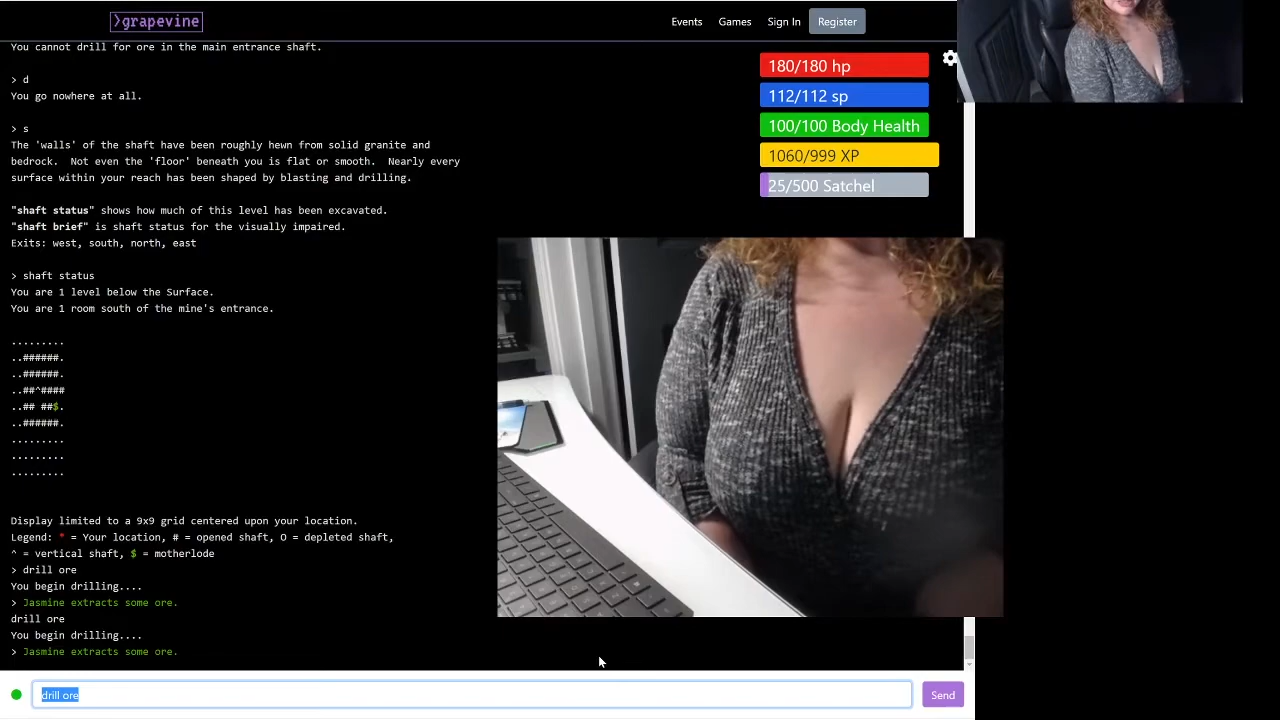 >grapevine
Events Games Sign In Register
You cannot drill for ore in the main entrance shaft.
> d
You go nowhere at all.
> s
The 'walls' of the shaft have been roughly hewn from solid granite and
bedrock.  Not even the 'floor' beneath you is flat or smooth.  Nearly every
surface within your reach has been shaped by blasting and drilling.
"shaft status" shows how much of this level has been excavated.
"shaft brief" is shaft status for the visually impaired.
Exits: west, south, north, east
> shaft status
You are 1 level below the Surface.
You are 1 room south of the mine's entrance.
.........
..######.
..######.
..##^####
..## ##$.
..######.
.........
.........
.........
Display limited to a 9x9 grid centered upon your location.
Legend: * = Your location, # = opened shaft, O = depleted shaft,
^ = vertical shaft, $ = motherlode
> drill ore
You begin drilling....
> Jasmine extracts some ore.
drill ore
You begin drilling....
> Jasmine extracts some ore.
180/180 hp
112/112 sp
100/100 Body Health
1060/999 XP
25/500 Satchel
drill ore
Send